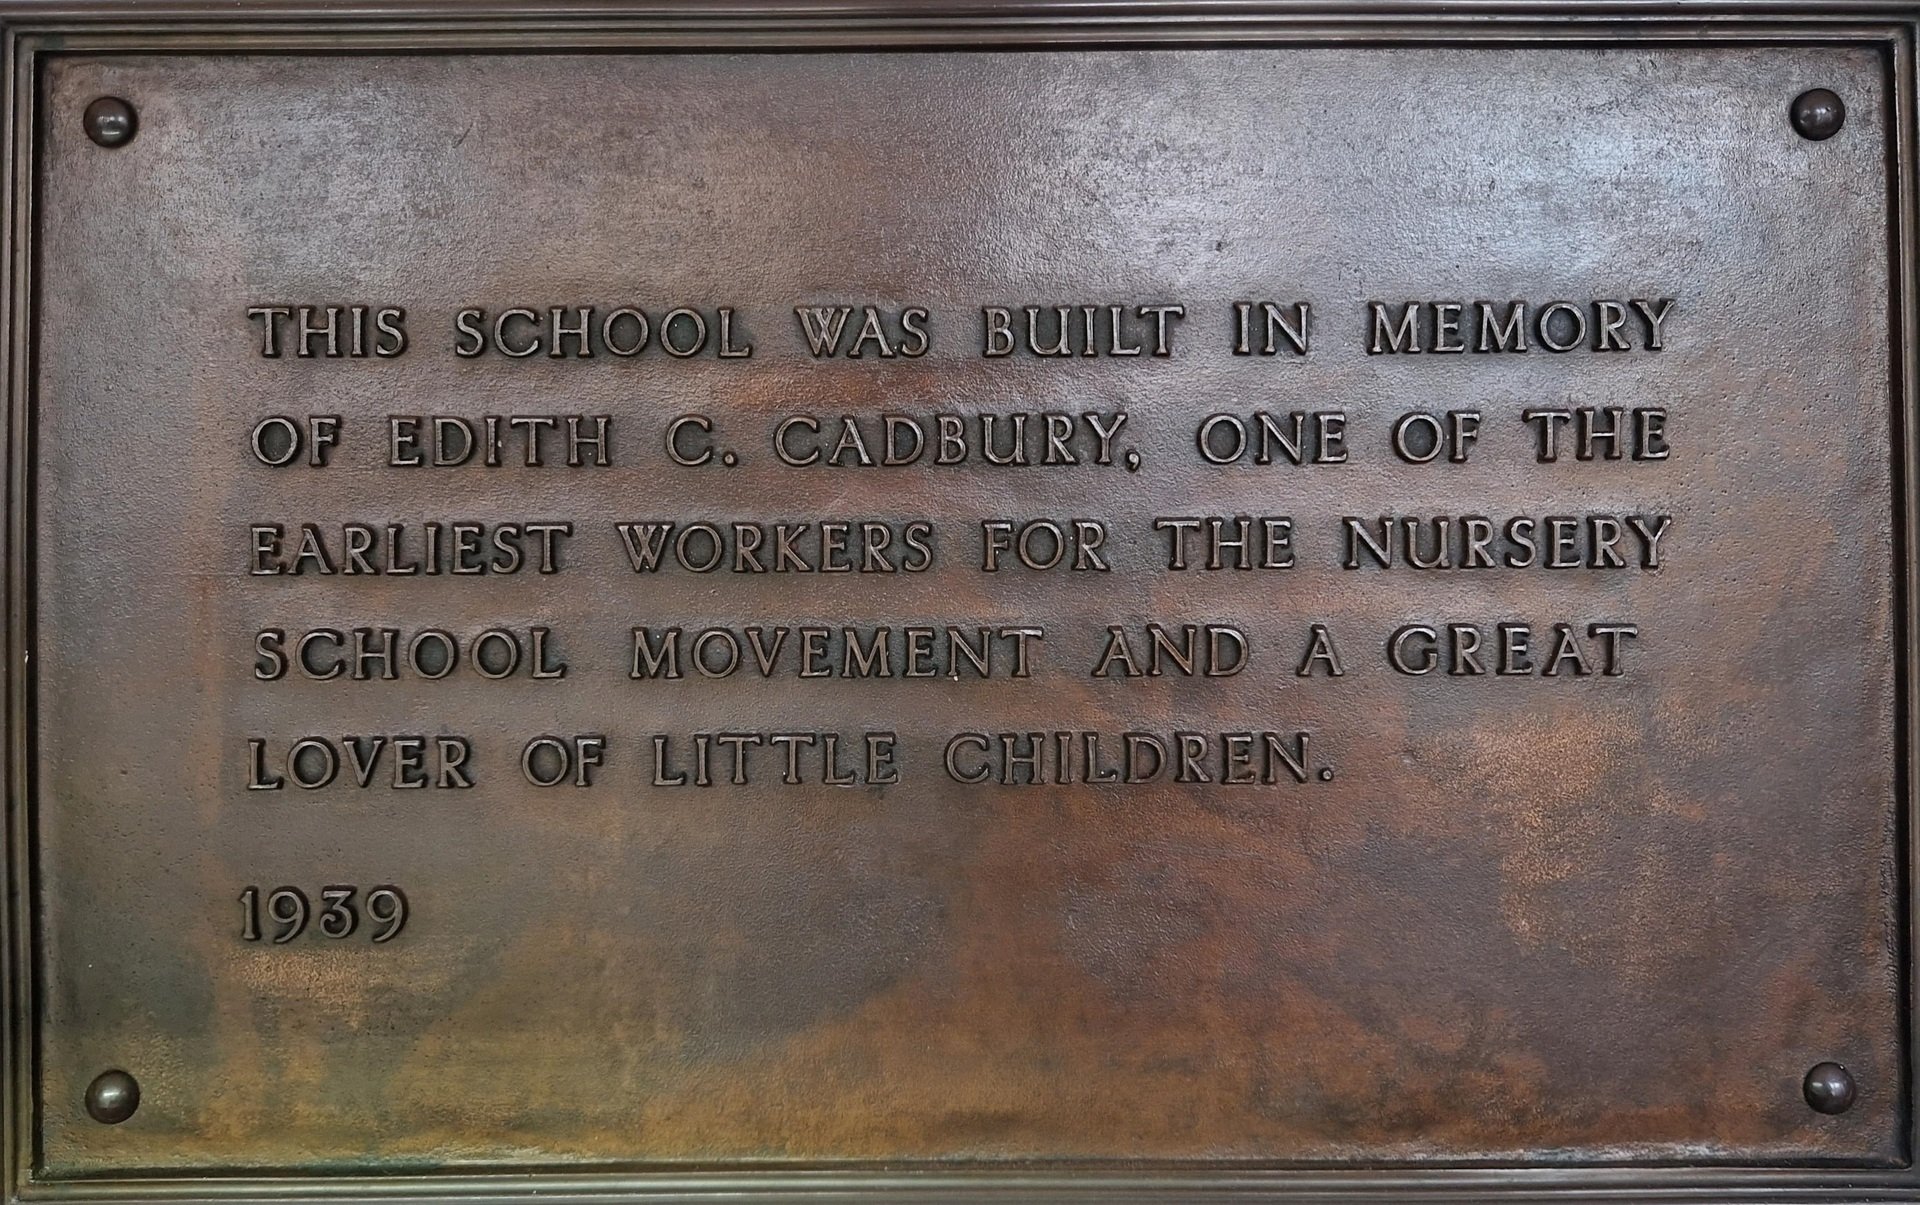 THIS SCHOOL WAS BUILT IN MEMORY
OF EDITH C. CADBURY, ONE OF THE
EARLIEST WORKERS FOR THE NURSERY
SCHOOL MOVEMENT AND A GREAT
LOVER OF LITTLE CHILDREN.
1939